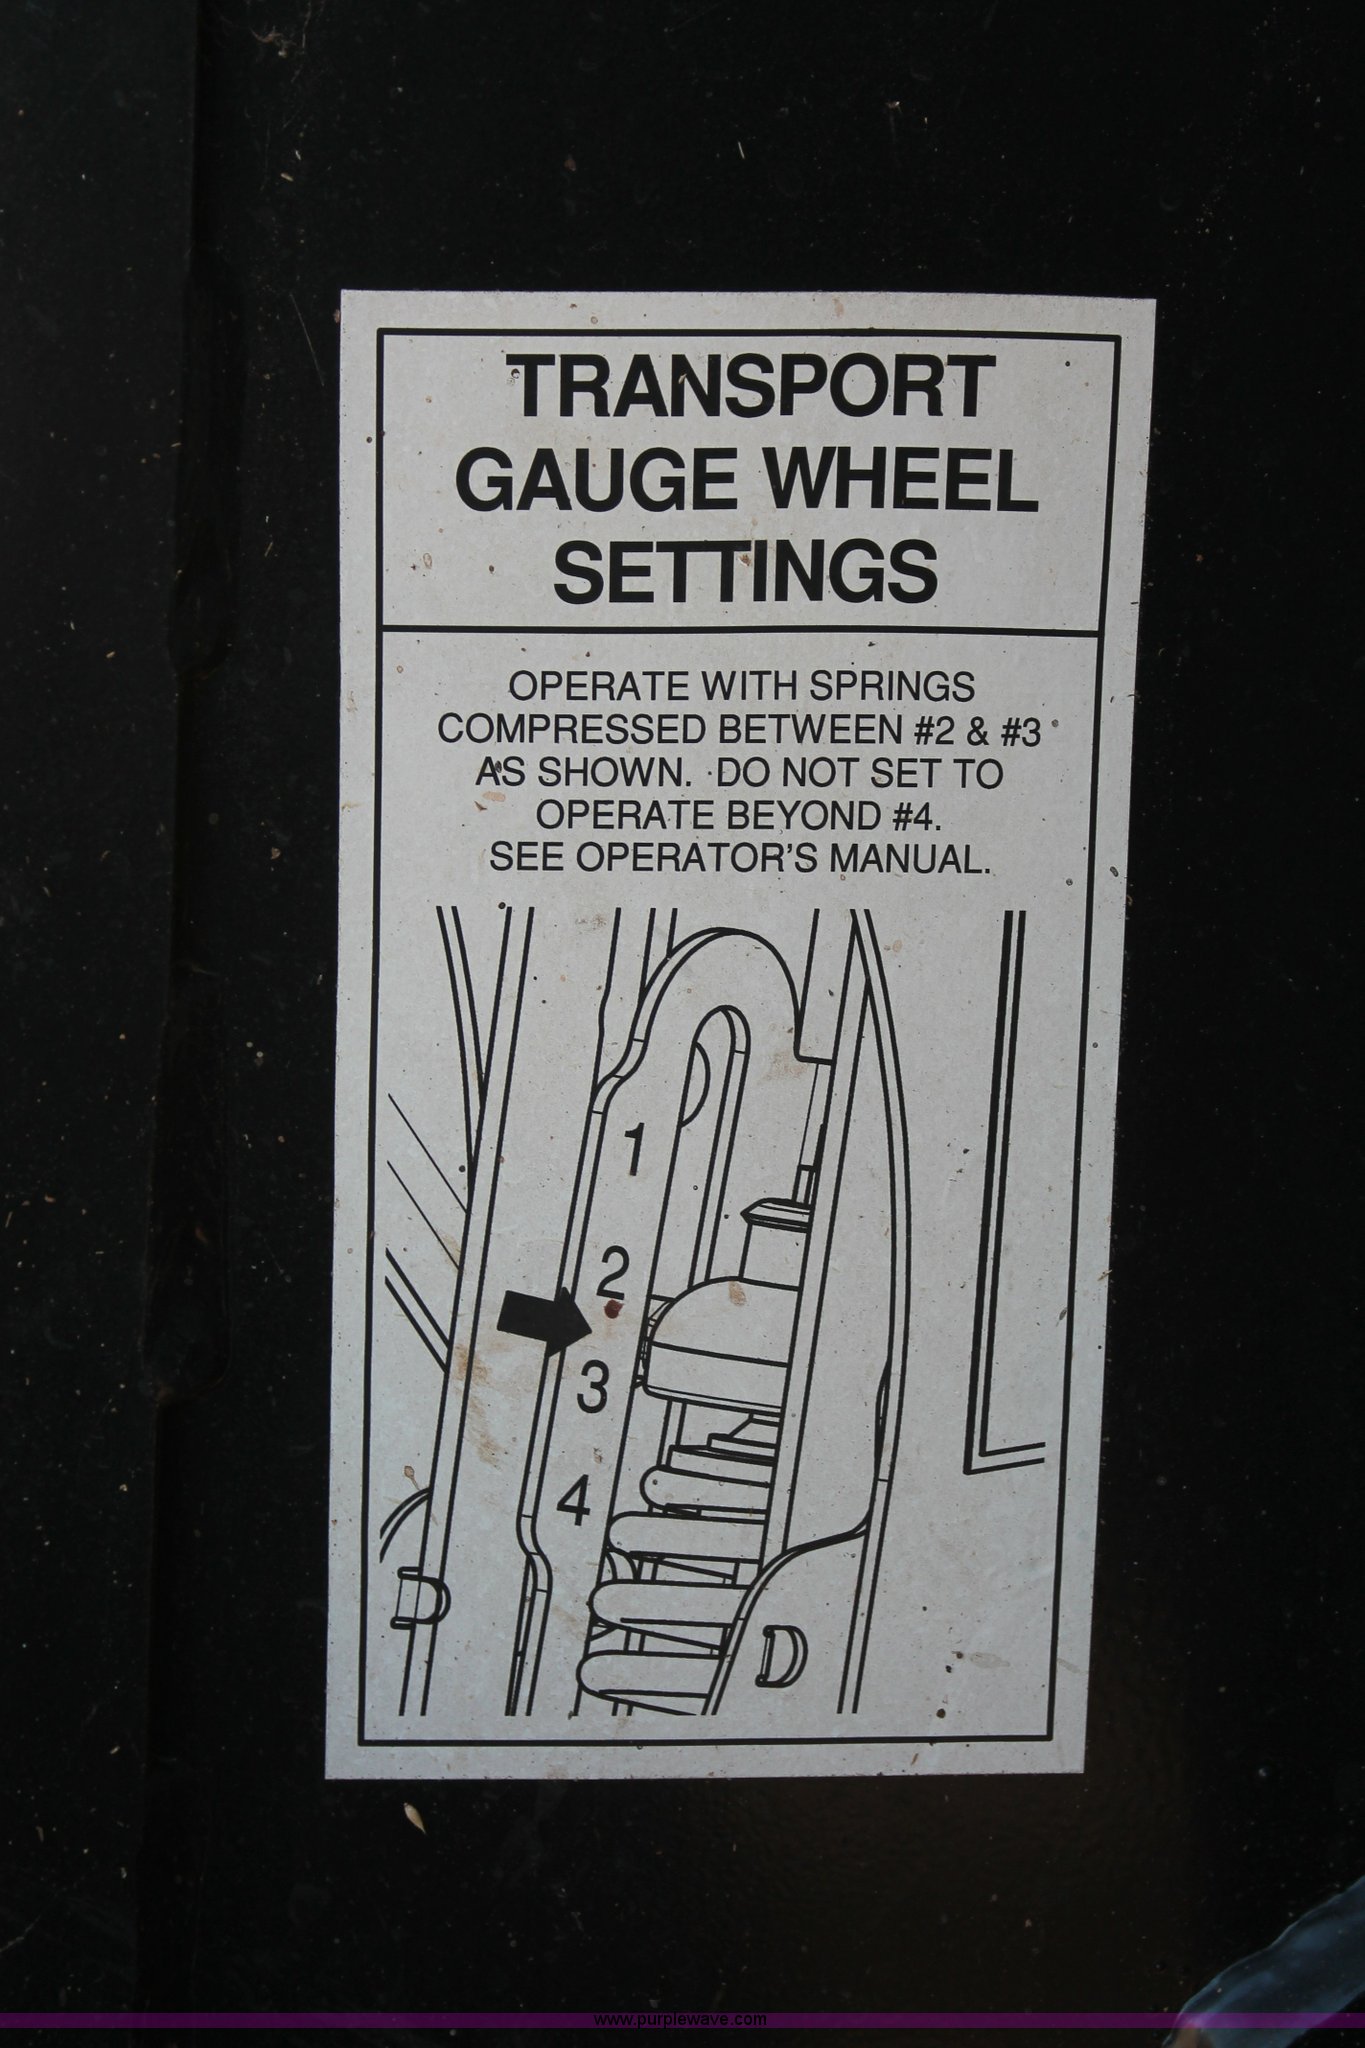 TRANSPORT
GAUGE WHEEL
SETTINGS
OPERATE WITH SPRINGS
COMPRESSED BETWEEN #2 & #3
AS SHOWN. DO NOT SET TO
OPERATE BEYOND #4.
SEE OPERATOR'S MANUAL.
1
2
3
4
www.purplewave.com